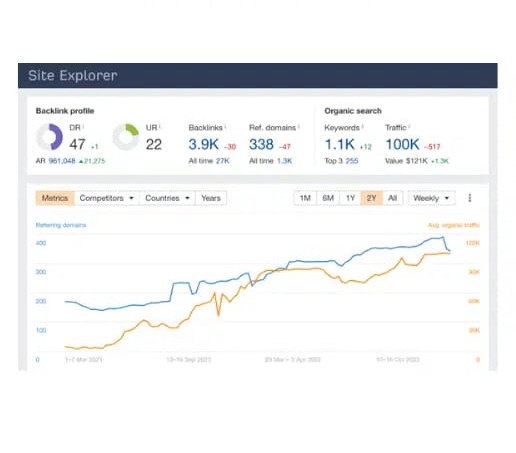 Site Explorer
Backlink profile
Organic search
DR UR Backlinks Ref. domains Keywords Traffic
47 +1 22 3.9K -30 338 -47 1.1K +12 100K -517
AR 961,048 ▲21,275 All time 27K All time 1.3K Top 3 255 Value $121K +1.3K
Metrics Competitors Countries Years 1M 6M 1Y 2Y All Weekly
Referring domains Avg. organic traffic
400 120K
300 90K
200 60K
100 30K
0 0